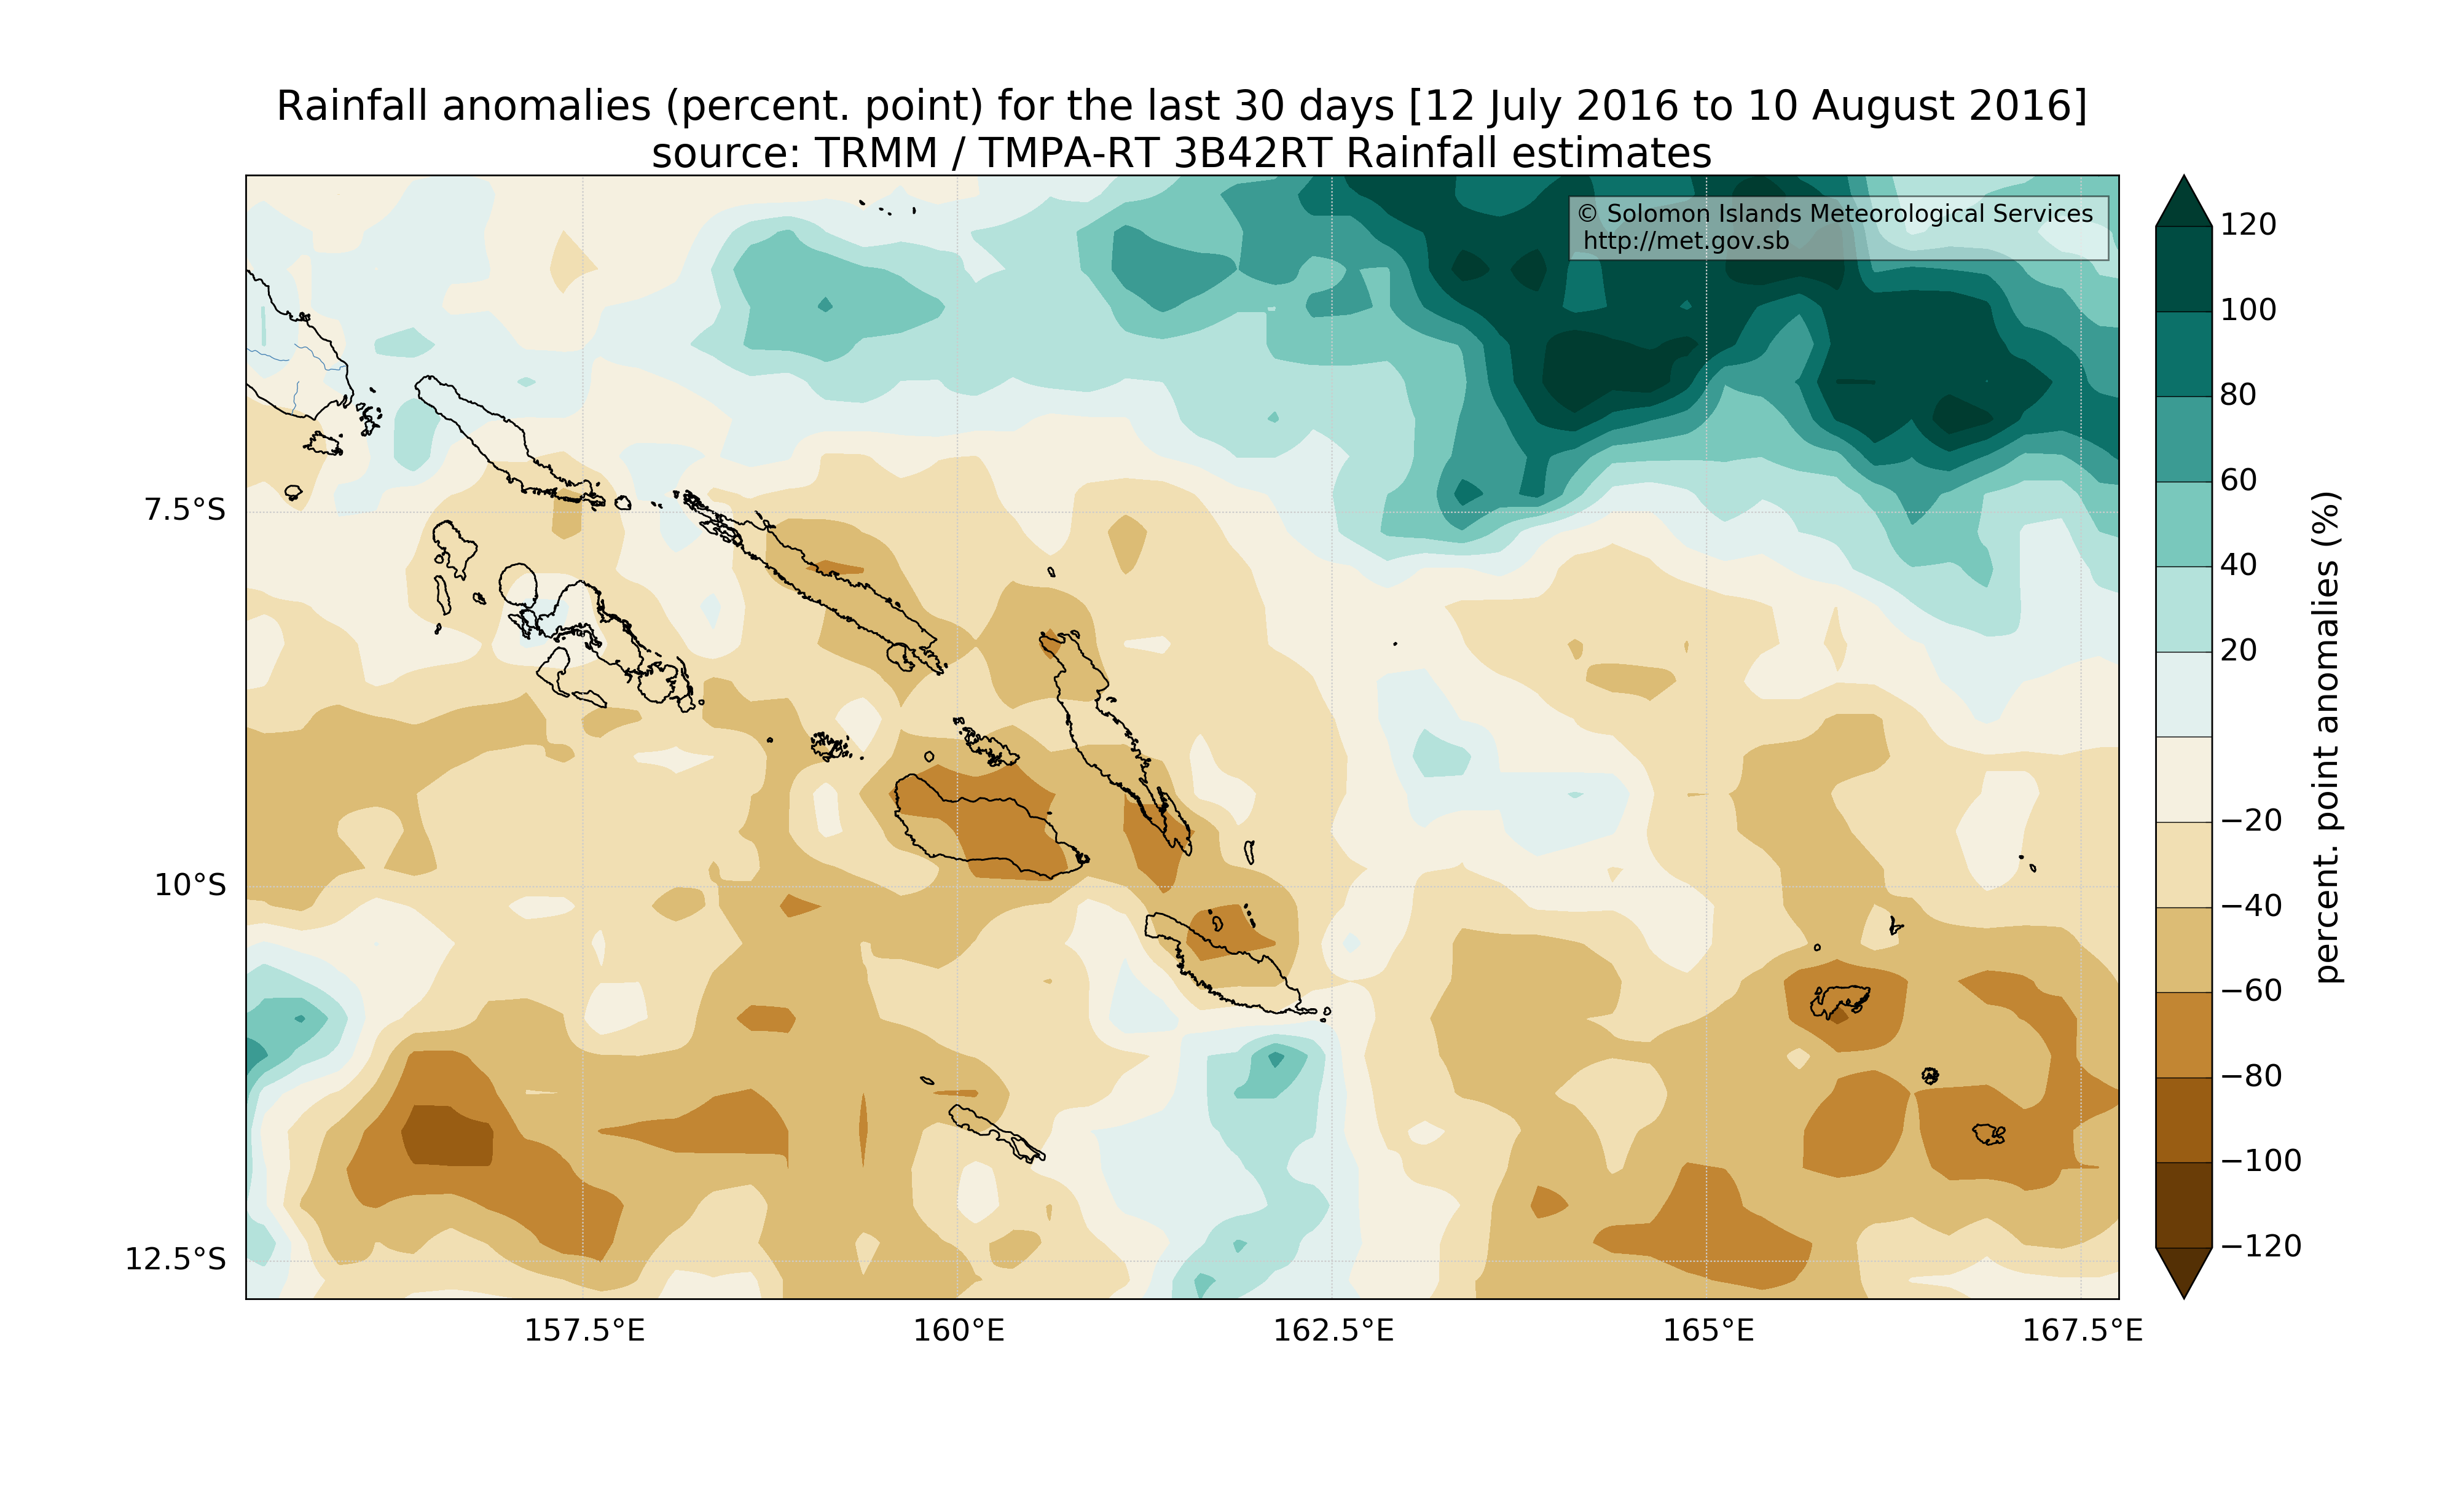 Rainfall anomalies (percent. point) for the last 30 days [12 July 2016 to 10 August 2016]
source: TRMM / TMPA-RT 3B42RT Rainfall estimates
© Solomon Islands Meteorological Services
http://met.gov.sb
7.5°S
10°S
12.5°S
157.5°E
160°E
162.5°E
165°E
167.5°E
120
100
80
60
40
20
−20
−40
−60
−80
−100
−120
percent. point anomalies (%)